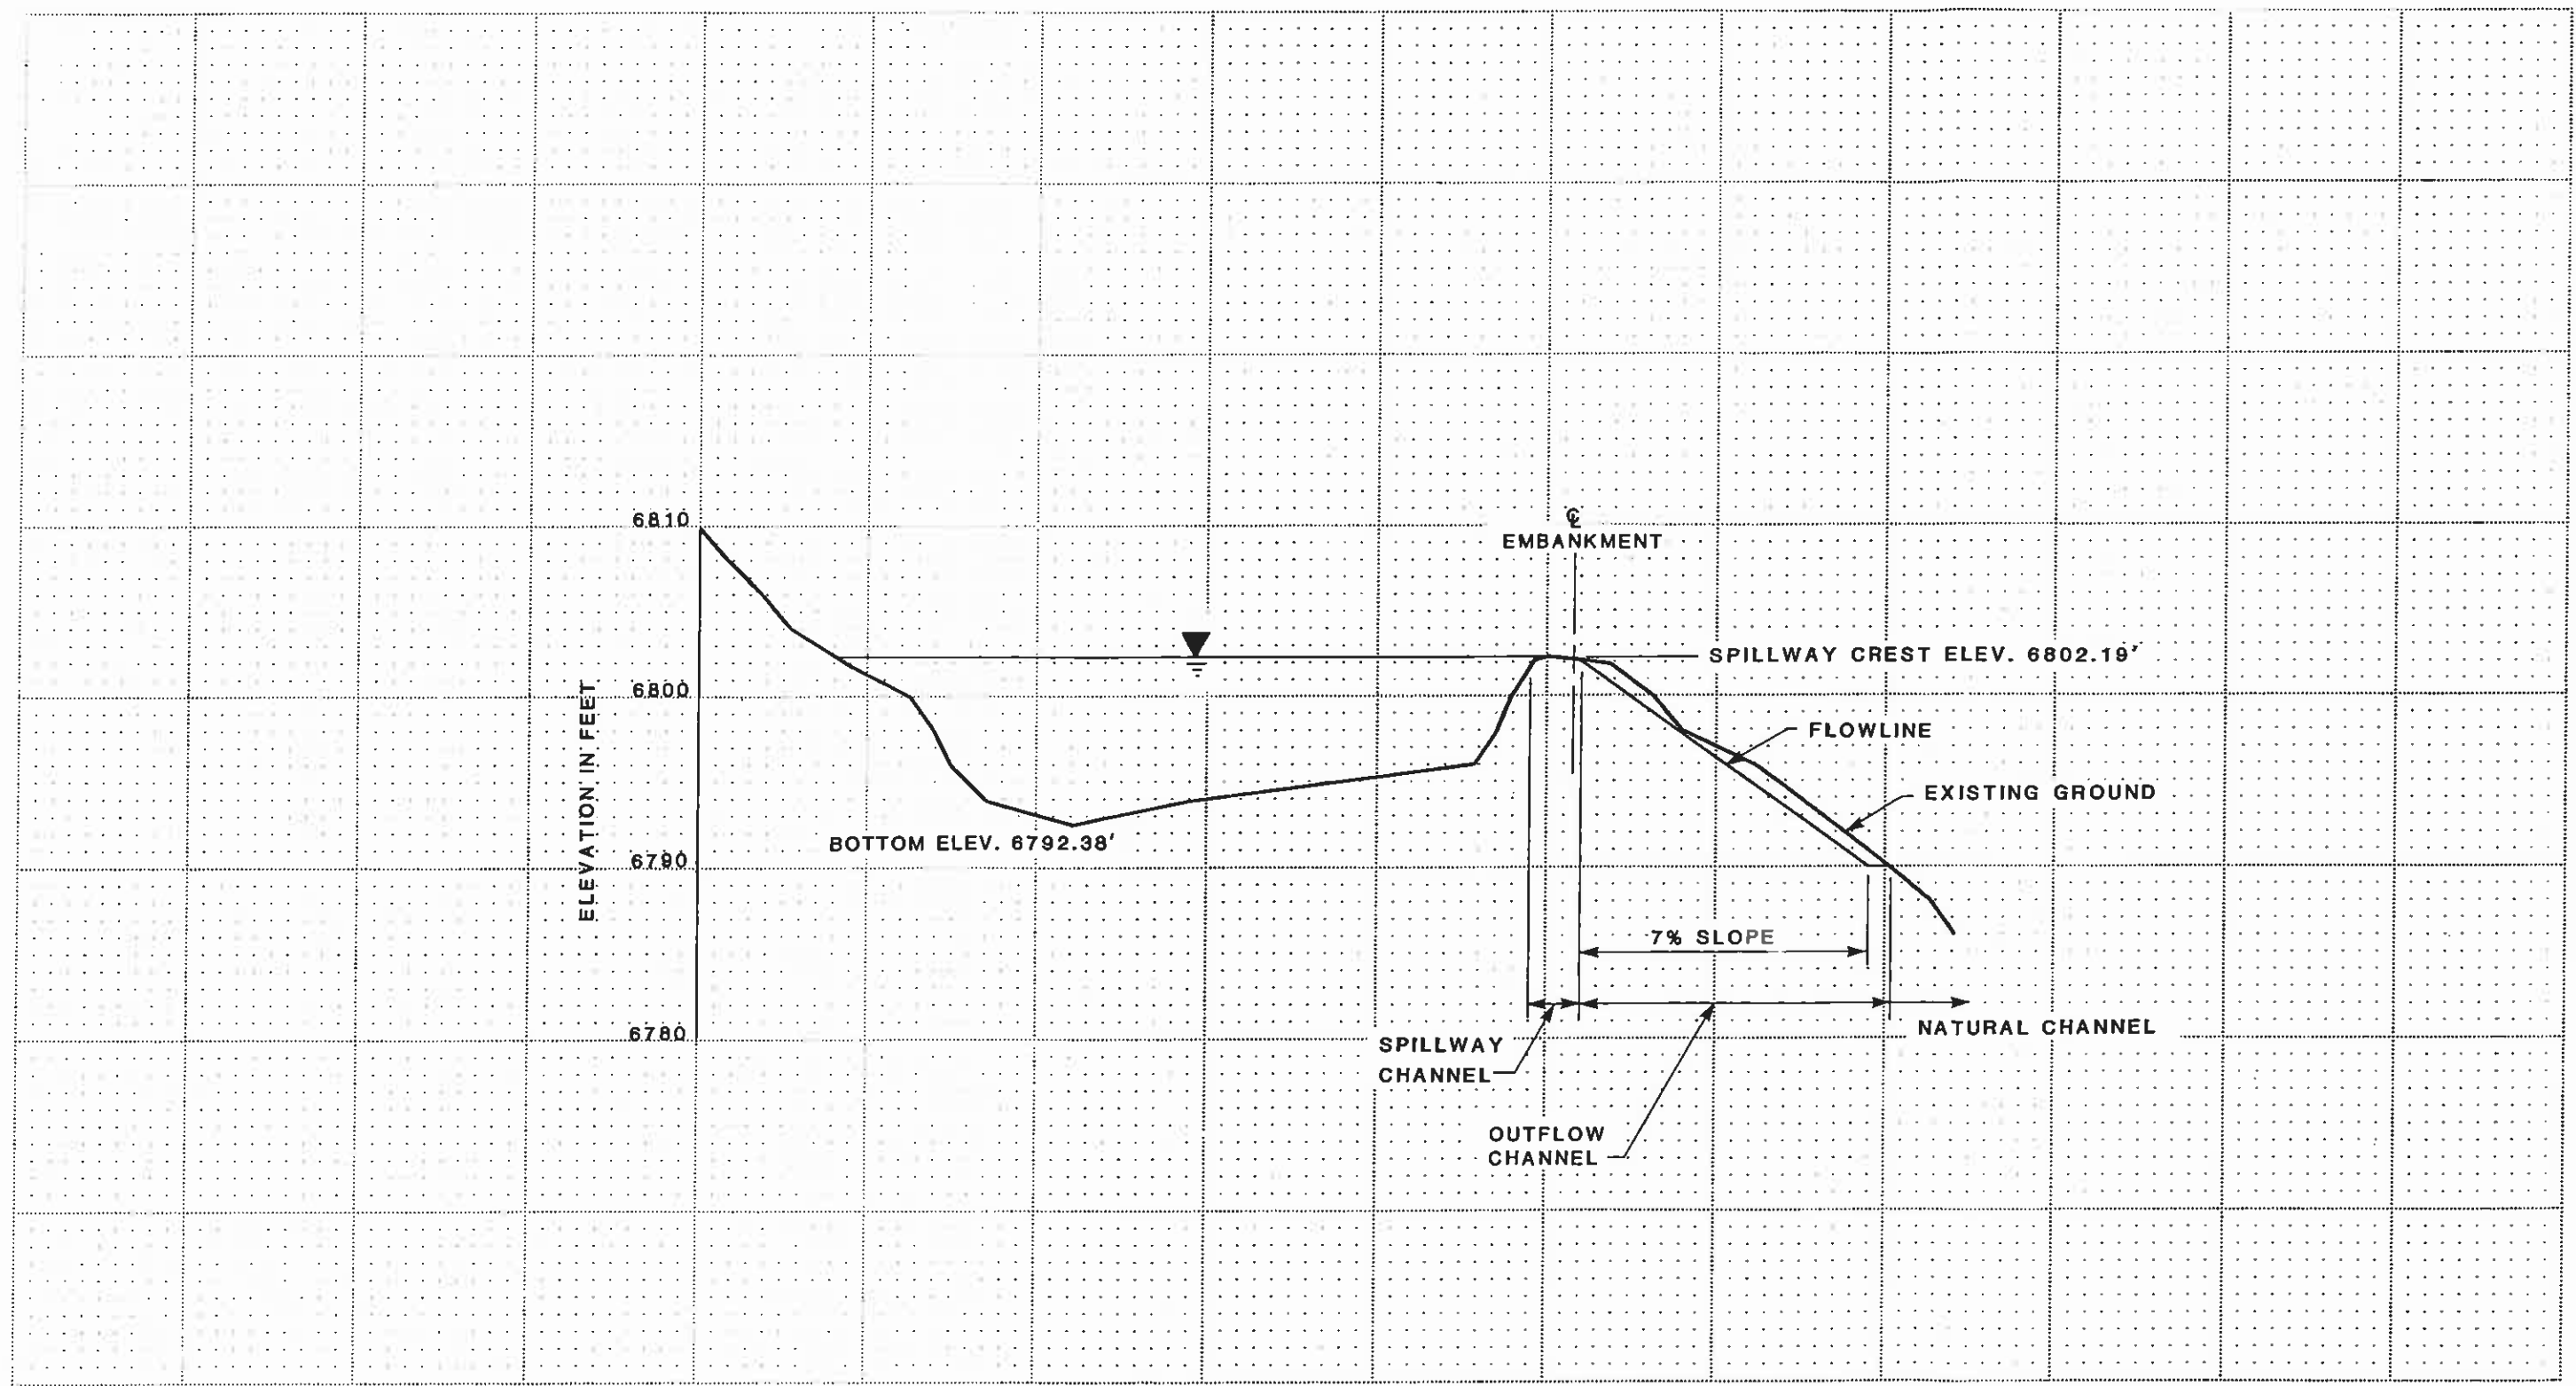 6810
℄
EMBANKMENT
SPILLWAY CREST ELEV. 6802.19'
6800
ELEVATION IN FEET
FLOWLINE
EXISTING GROUND
BOTTOM ELEV. 6792.38'
6790
7% SLOPE
6780
NATURAL CHANNEL
SPILLWAY
CHANNEL
OUTFLOW
CHANNEL